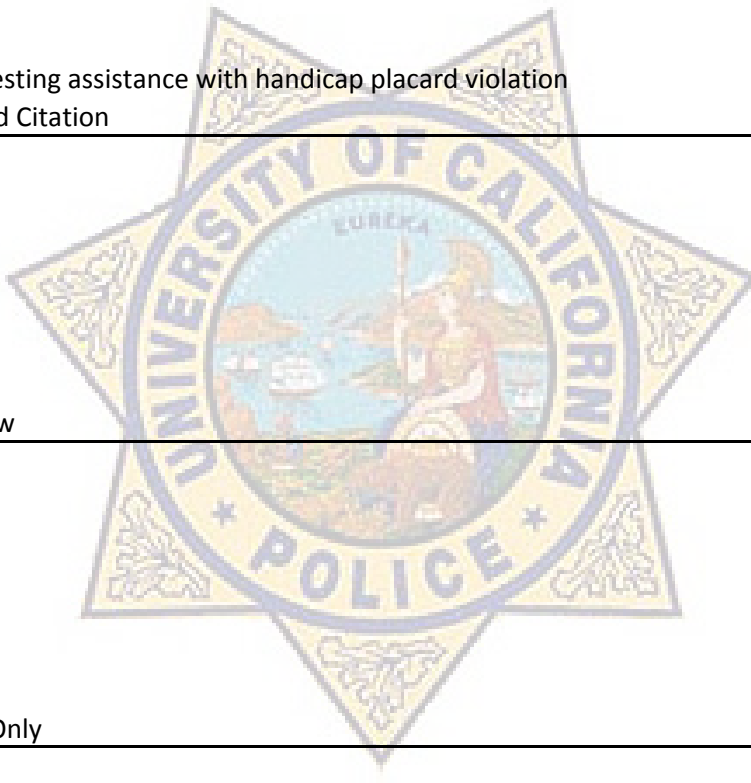 esting assistance with handicap placard violation
d Citation
UNIVERSITY OF CALIFORNIA
EUREKA
w
★ POLICE ★
Only